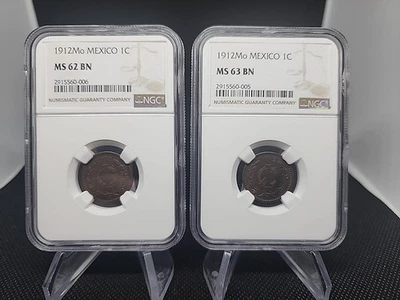 1912Mo MEXICO 1C
MS 62 BN
2915560-006
NUMISMATIC GUARANTY COMPANY
NGC
1912Mo MEXICO 1C
MS 63 BN
2915560-005
NUMISMATIC GUARANTY COMPANY
NGC